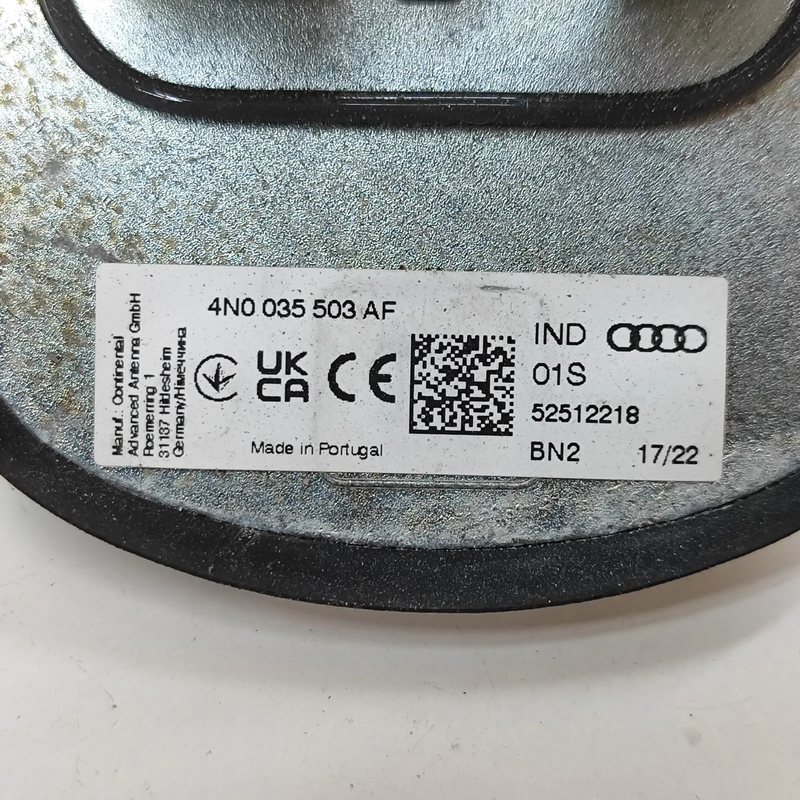 Manuf.: Continental
Advanced Antenna GmbH
Roemerring 1
31137 Hildesheim
Germany/Німеччина
4N0 035 503 AF
UK
CA
CE
Made in Portugal
IND
01S
52512218
BN2 17/22